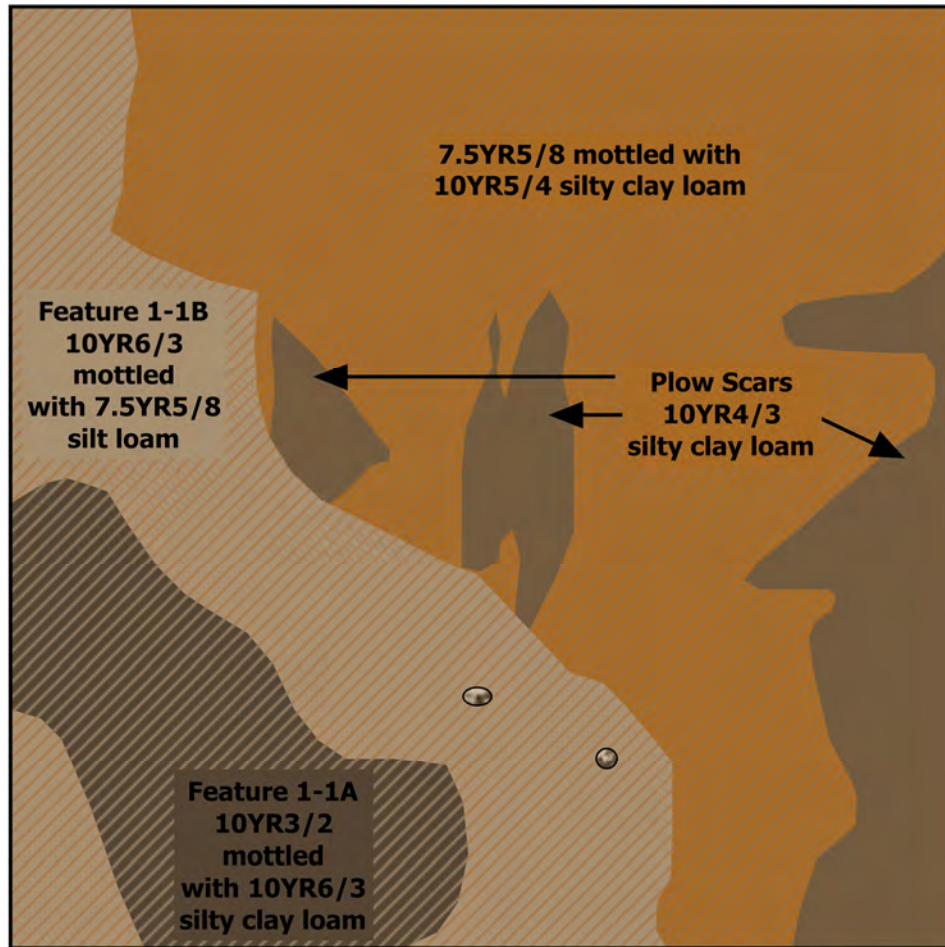 7.5YR5/8 mottled with
10YR5/4 silty clay loam
Feature 1-1B
10YR6/3
mottled
with 7.5YR5/8
silt loam
Plow Scars
10YR4/3
silty clay loam
Feature 1-1A
10YR3/2
mottled
with 10YR6/3
silty clay loam